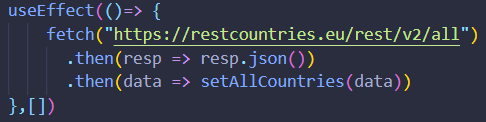 useEffect(()=> {
    fetch("https://restcountries.eu/rest/v2/all")
      .then(resp => resp.json())
      .then(data => setAllCountries(data))
},[])